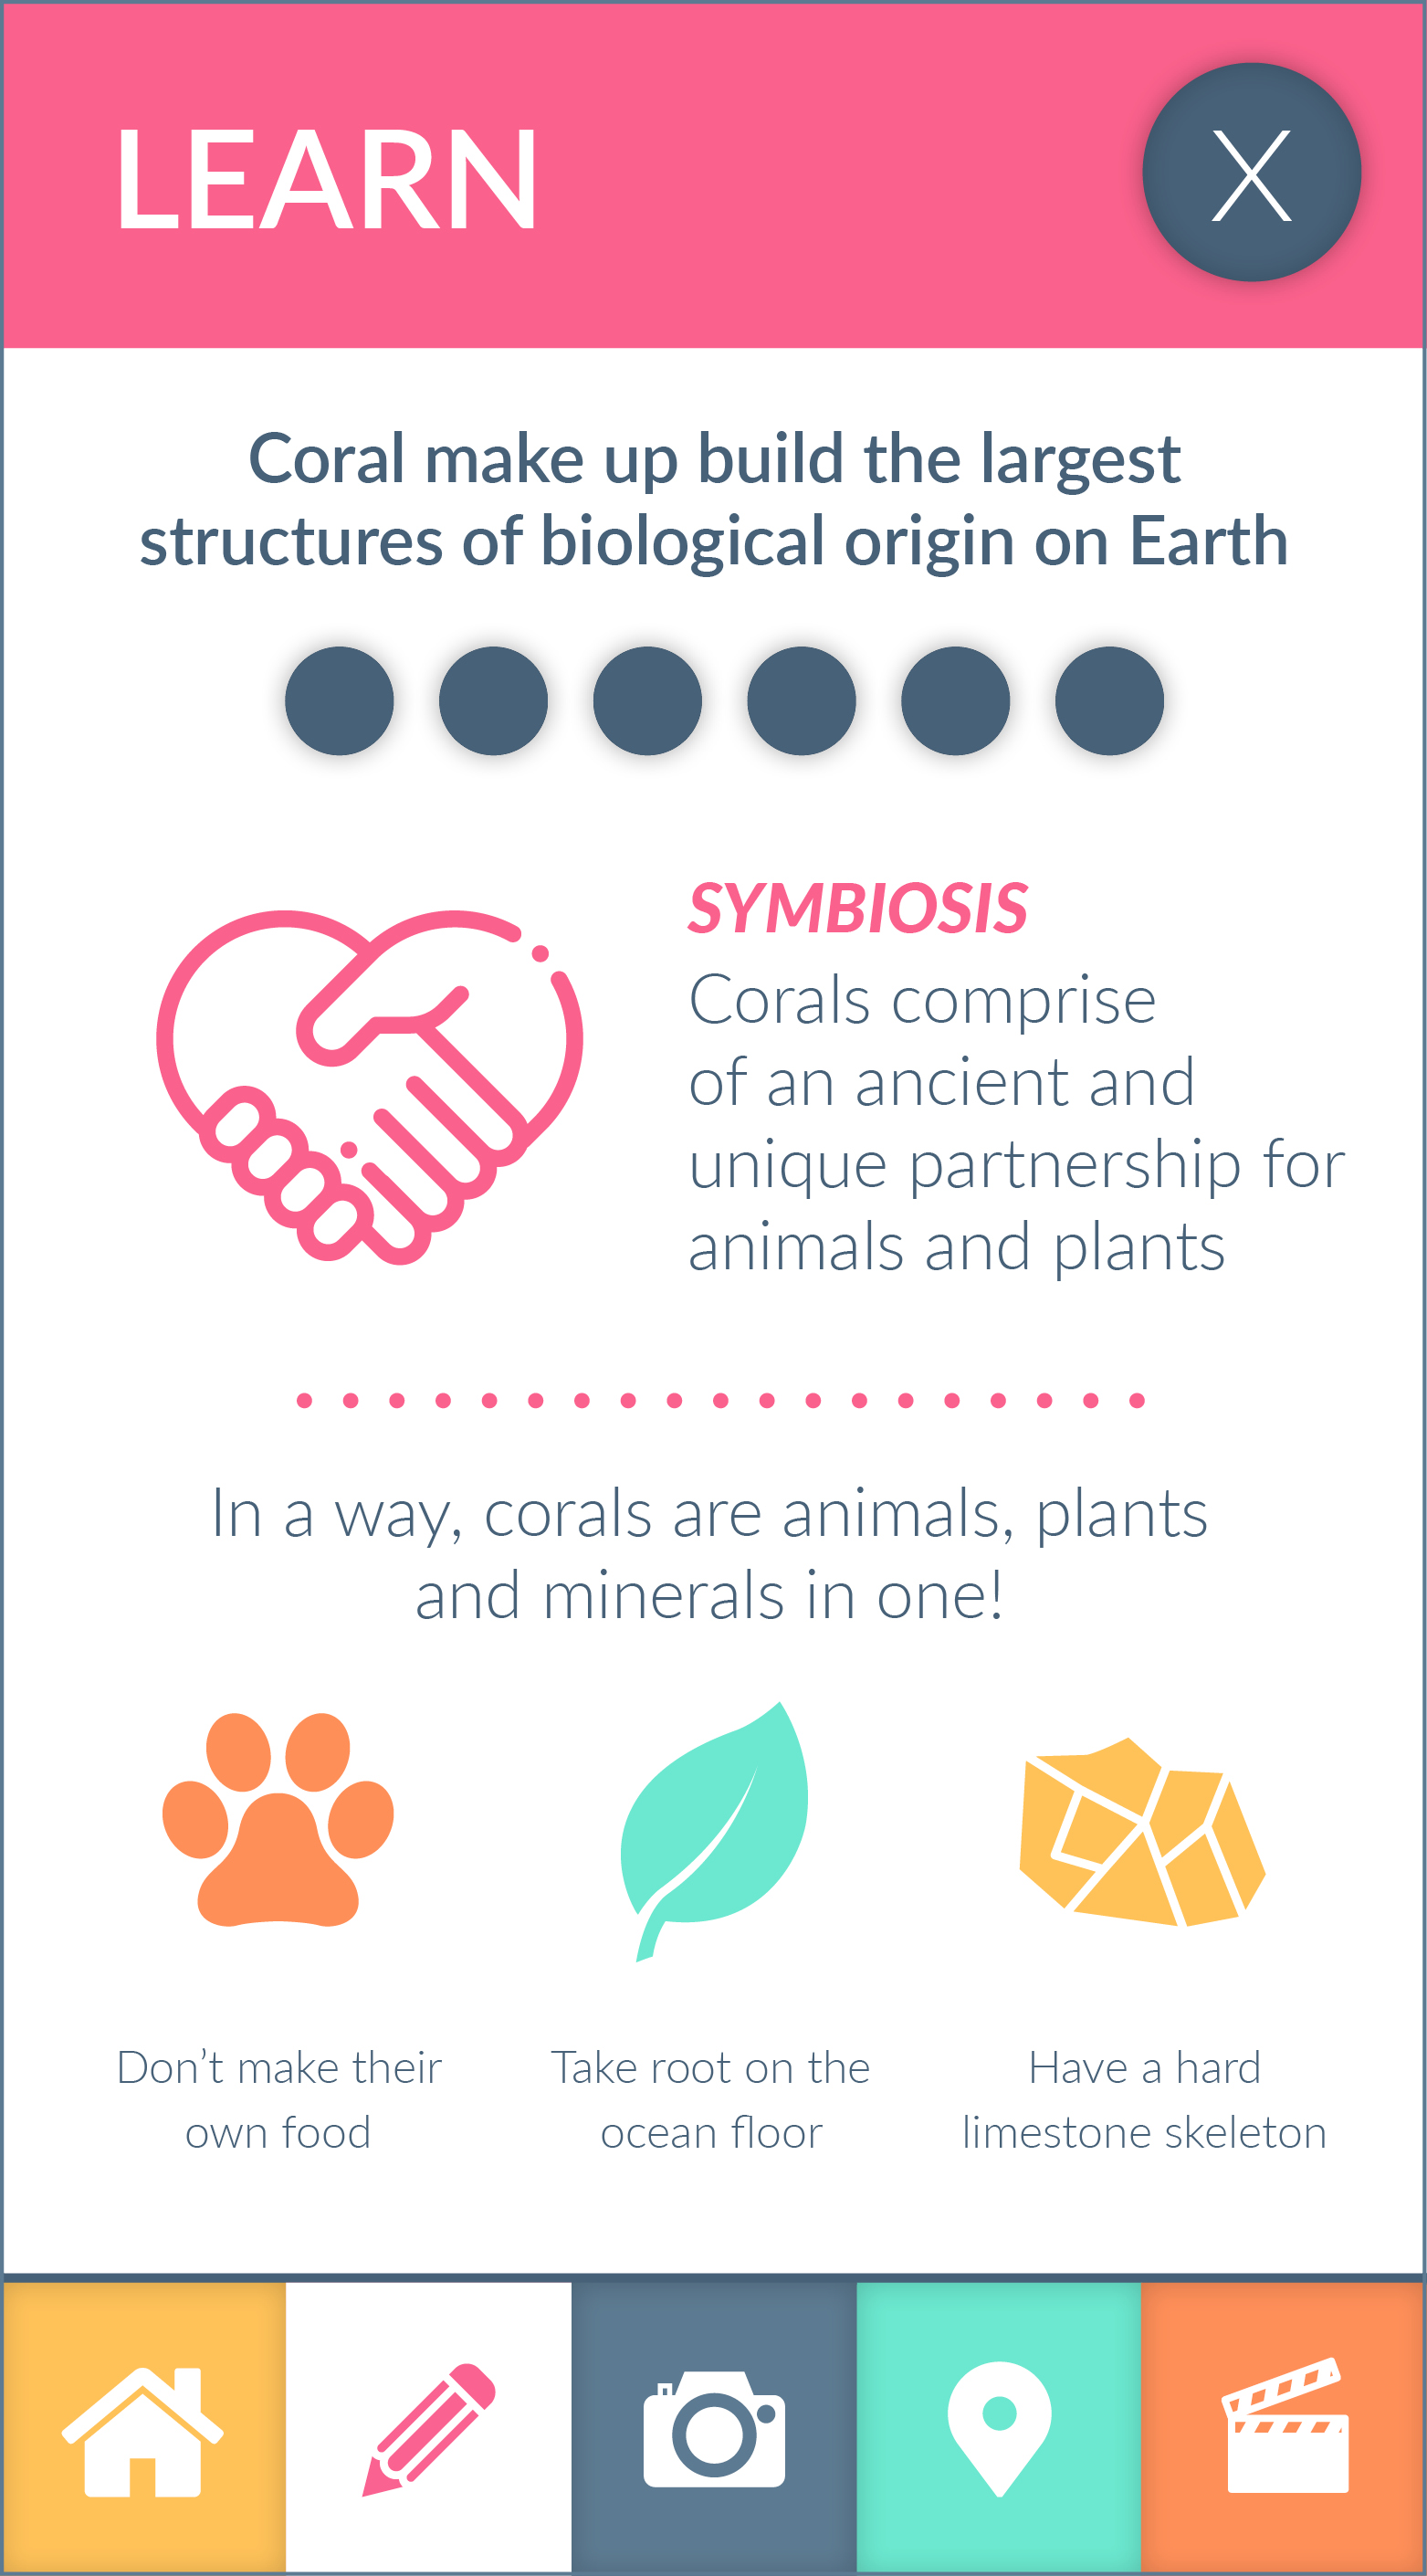 LEARN
X
Coral make up build the largest
structures of biological origin on Earth
SYMBIOSIS
Corals comprise
of an ancient and
unique partnership for
animals and plants
In a way, corals are animals, plants
and minerals in one!
Don’t make their
own food
Take root on the
ocean floor
Have a hard
limestone skeleton